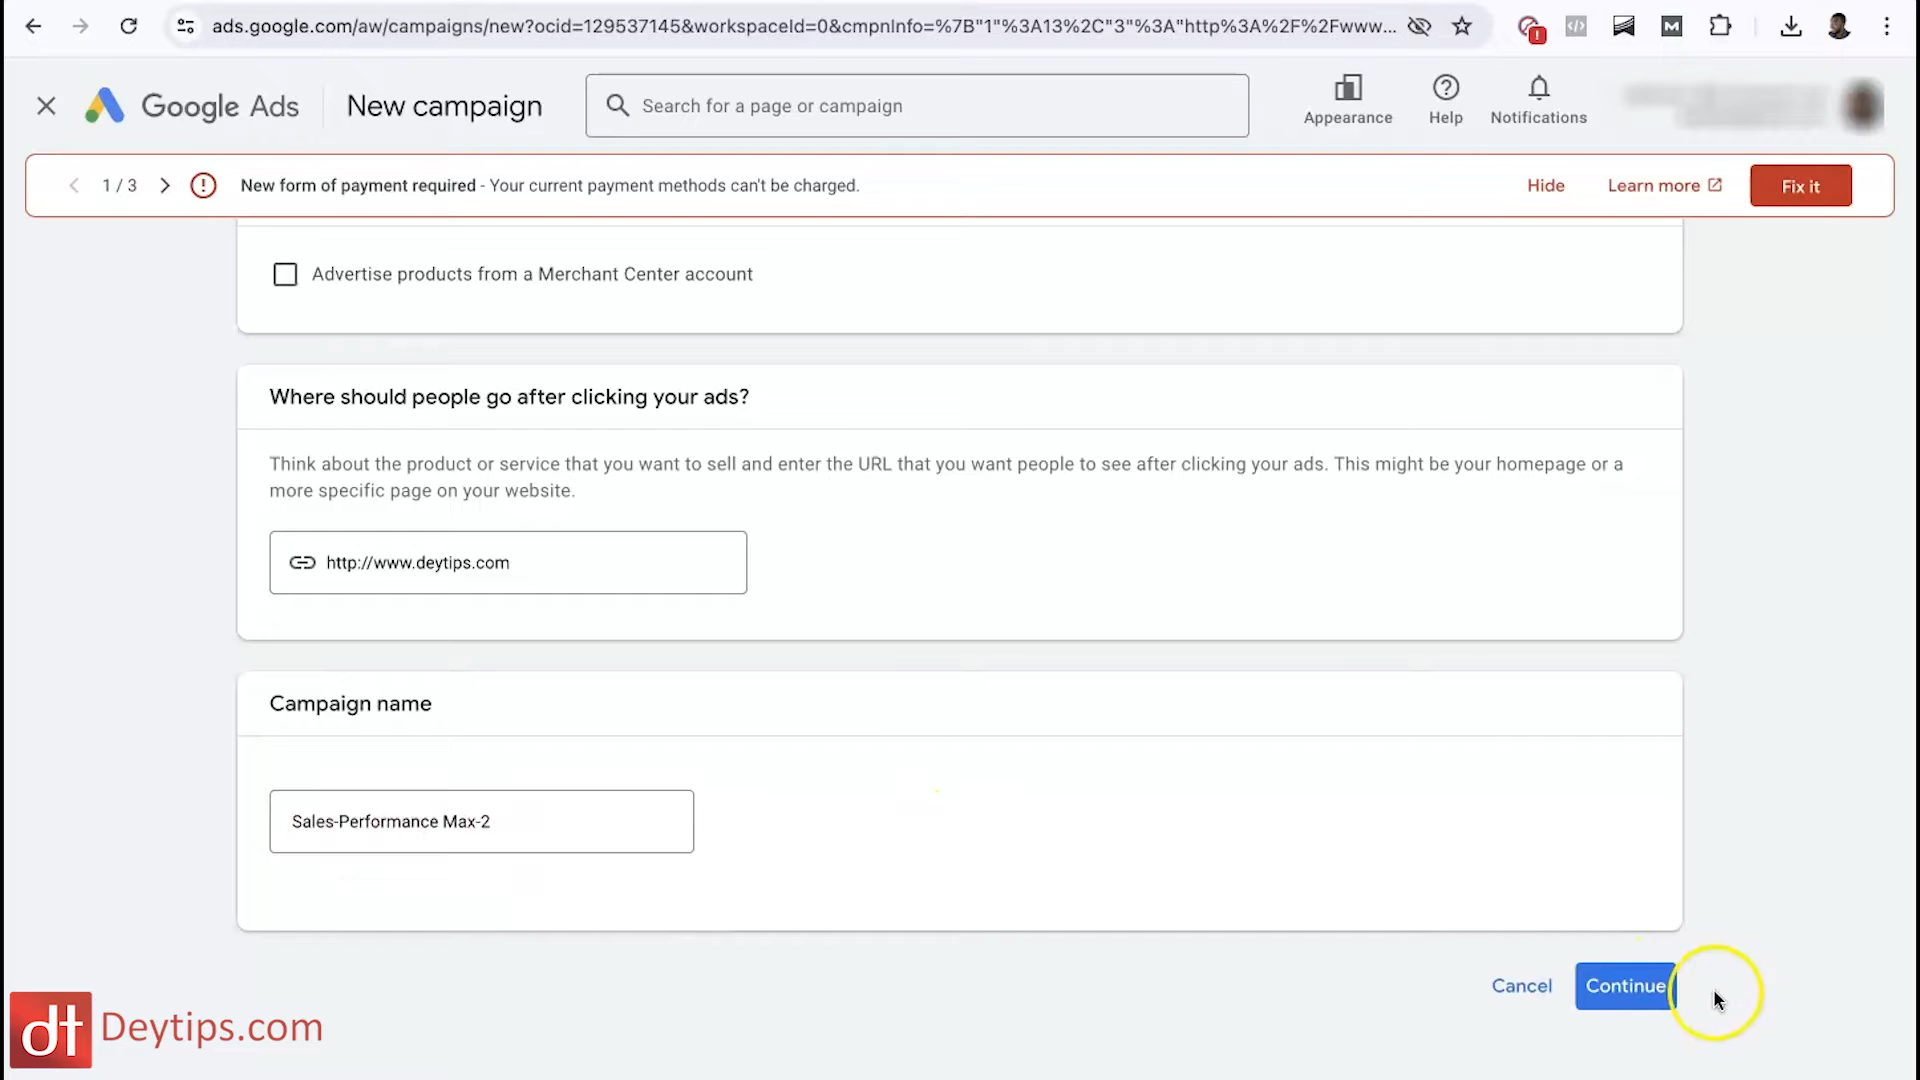 ads.google.com/aw/campaigns/new?ocid=129537145&workspaceId=0&cmpnInfo=%7B"1"%3A13%2C"3"%3A"http%3A%2F%2Fwww...
Google Ads
New campaign
Search for a page or campaign
Appearance
Help
Notifications
1 / 3
New form of payment required - Your current payment methods can't be charged.
Hide
Learn more
Fix it
Advertise products from a Merchant Center account
Where should people go after clicking your ads?
Think about the product or service that you want to sell and enter the URL that you want people to see after clicking your ads. This might be your homepage or a
more specific page on your website.
http://www.deytips.com
Campaign name
Sales-Performance Max-2
Cancel
Continue
dt Deytips.com